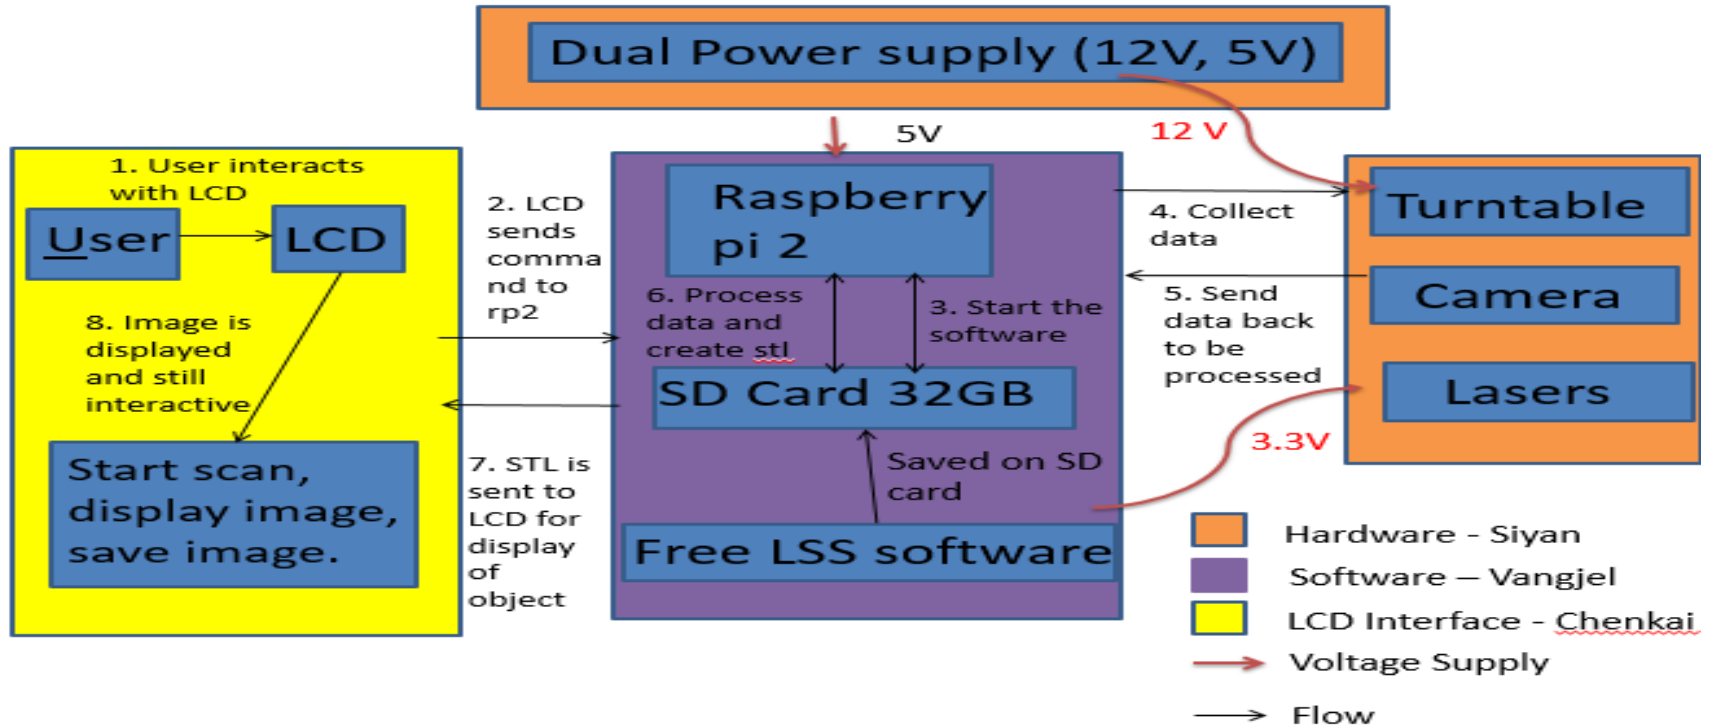 Dual Power supply (12V, 5V)
5V
12 V
1. User interacts
with LCD
User
LCD
8. Image is
displayed
and still
interactive
Start scan,
display image,
save image.
2. LCD
sends
comma
nd to
rp2
7. STL is
sent to
LCD for
display
of
object
Raspberry
pi 2
6. Process
data and
create stl
3. Start the
software
SD Card 32GB
Saved on SD
card
Free LSS software
4. Collect
data
5. Send
data back
to be
processed
3.3V
Turntable
Camera
Lasers
Hardware - Siyan
Software – Vangjel
LCD Interface - Chenkai
Voltage Supply
Flow